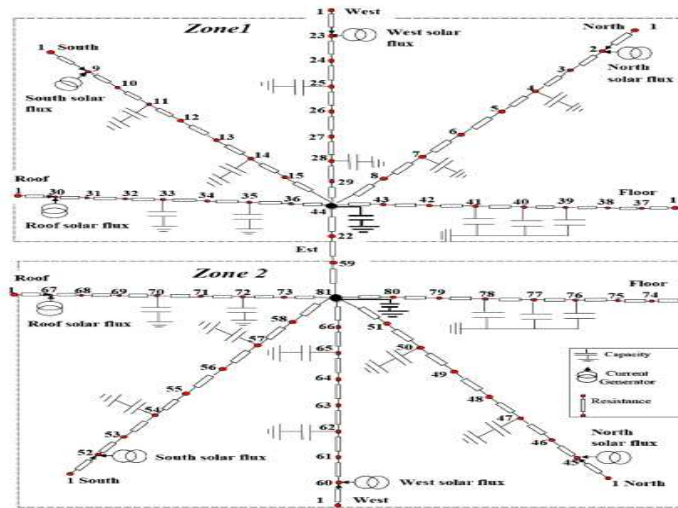 Zone1
1 West
23 West solar flux
24
25
26
27
28
29
1 South
9
South solar flux
10
11
12
13
14
15
North 1
2
North solar flux
3
4
5
6
7
8
Roof
1 30 31 32 33 34 35 36 44
Roof solar flux
Floor
43 42 41 40 39 38 37 1
22
Est
59
Zone 2
Roof
1 67 68 69 70 71 72 73 81
Roof solar flux
Floor
80 79 78 77 76 75 74
58
57
56
55
54
53
52 South solar flux
1 South
66
65
64
63
62
61
60 West solar flux
1 West
51
50
49
48
47
46
45
North solar flux
1 North
Capacity
Current Generator
Resistance